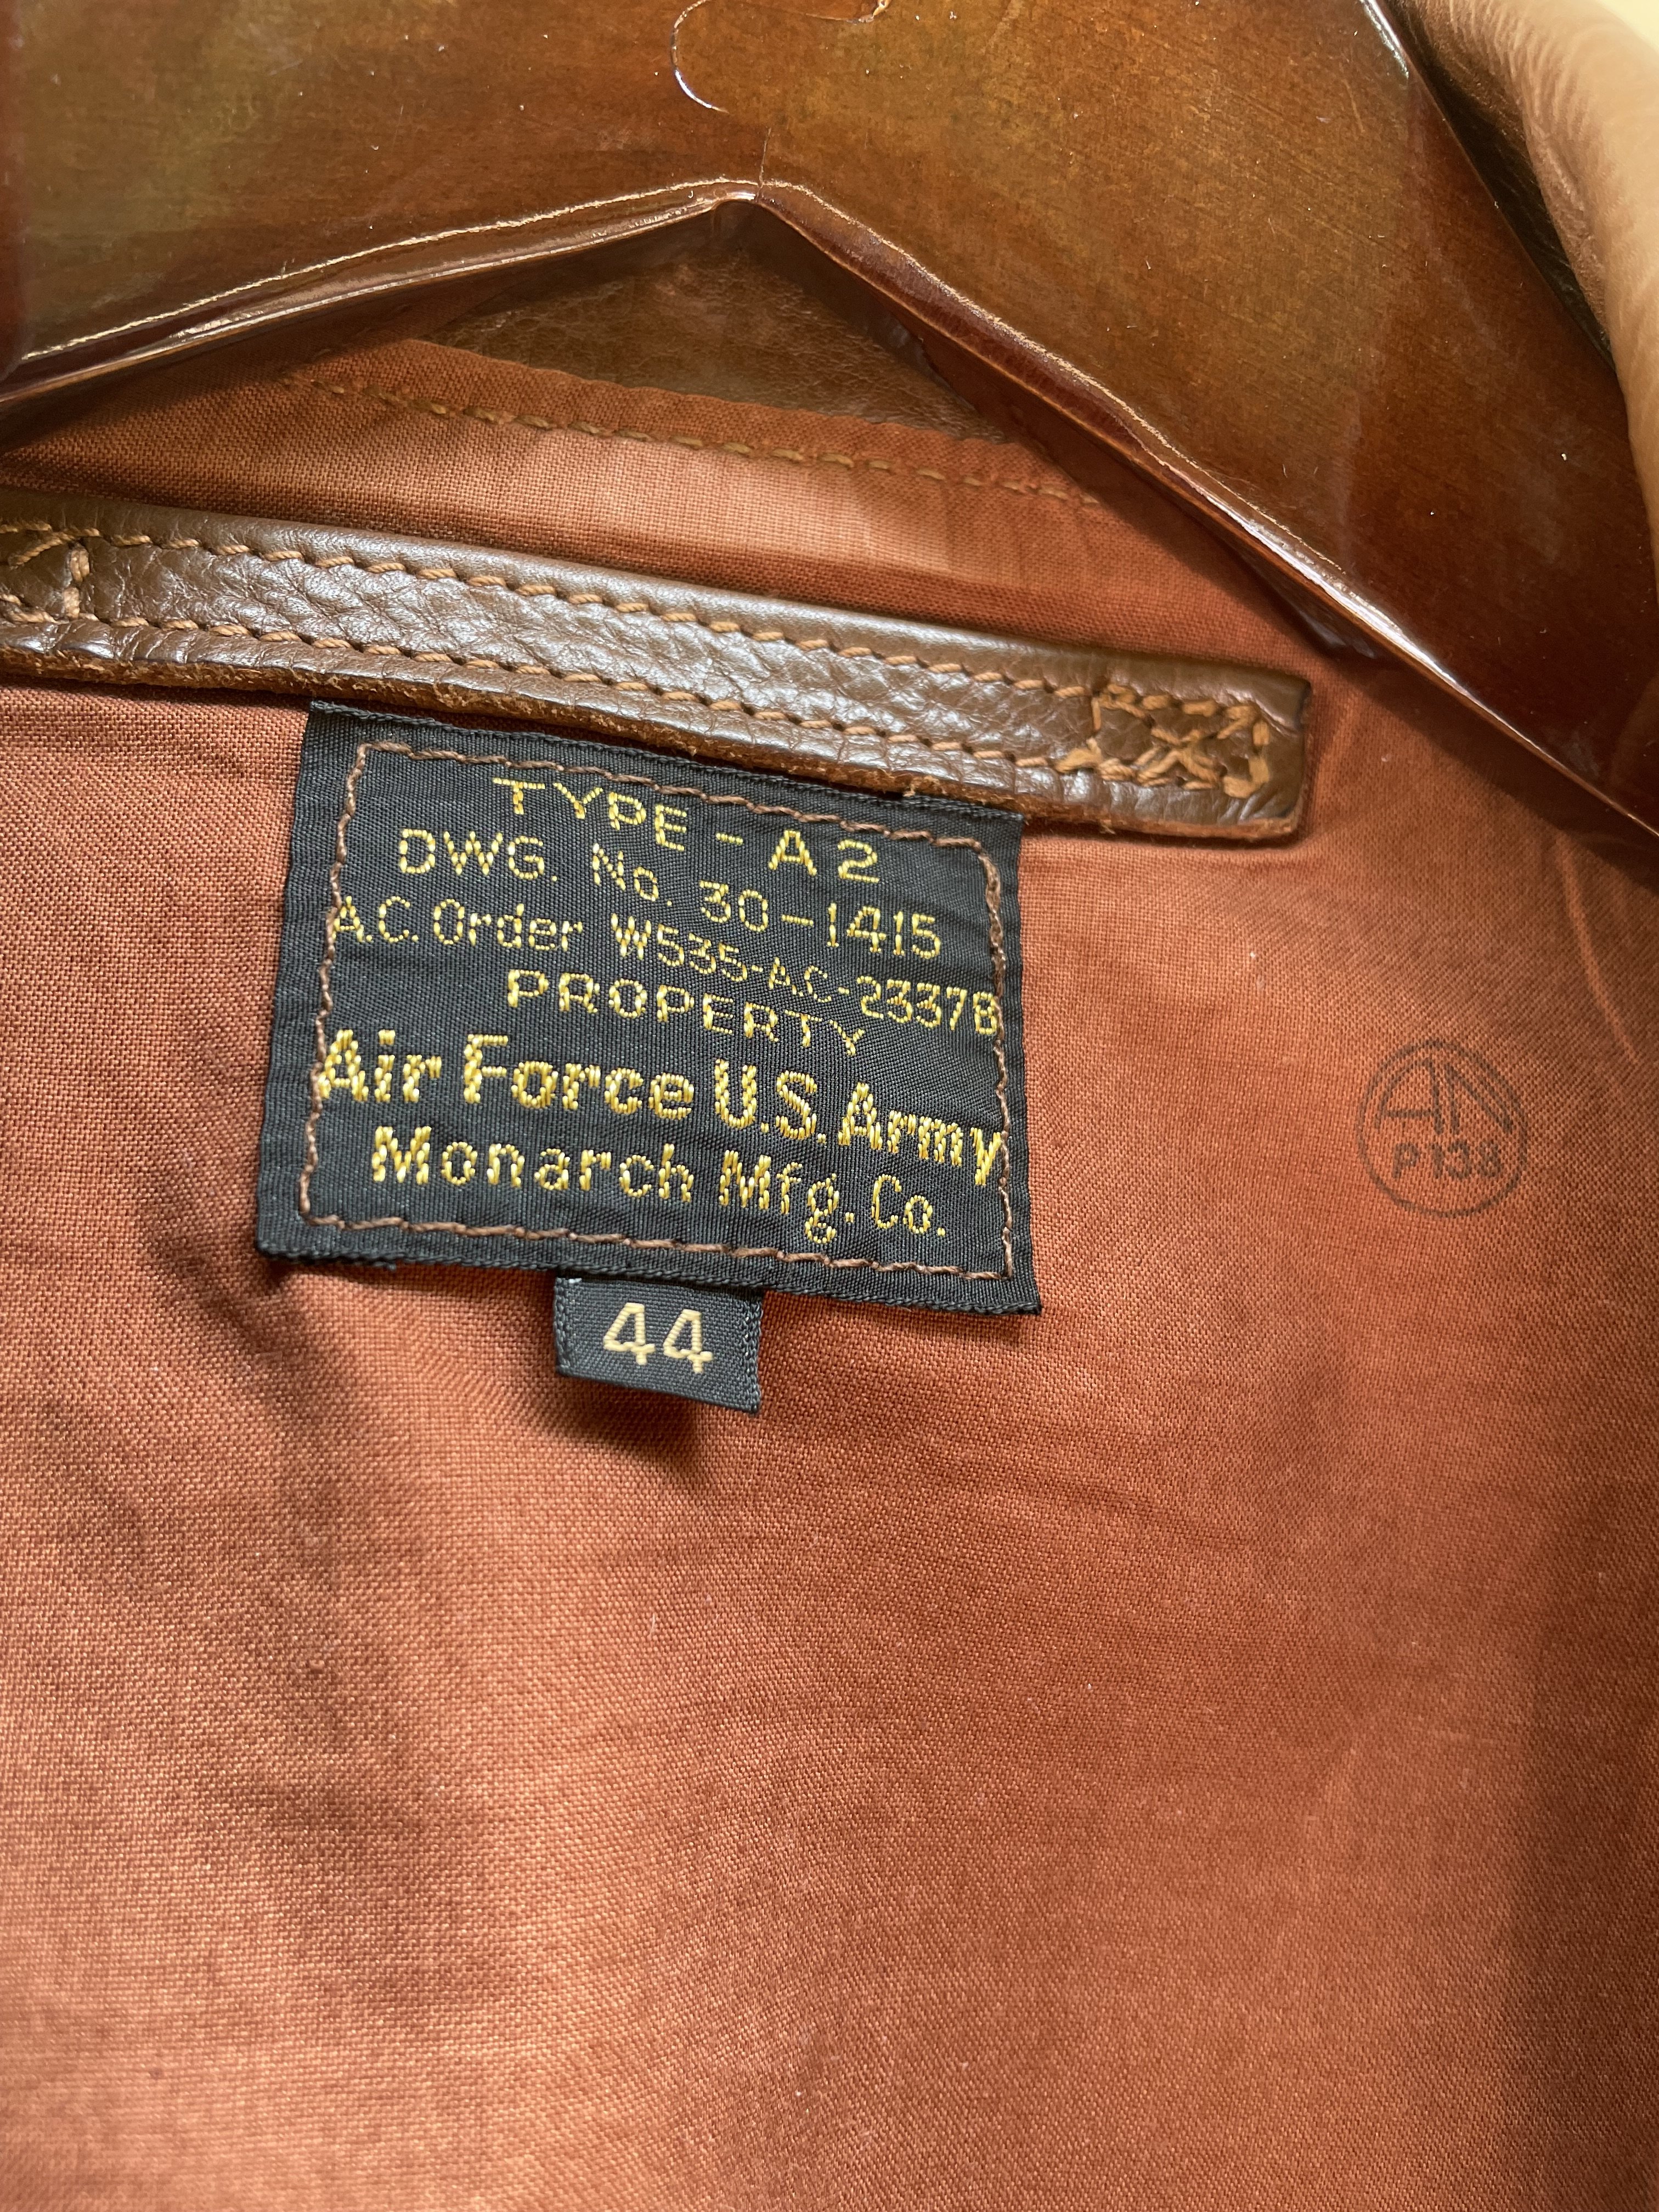 TYPE-A2
DWG. No. 30-1415
A.C. Order W535-A.C-23378
PROPERTY
Air Force U.S. Army
Monarch Mfg. Co.
44
AN
P138